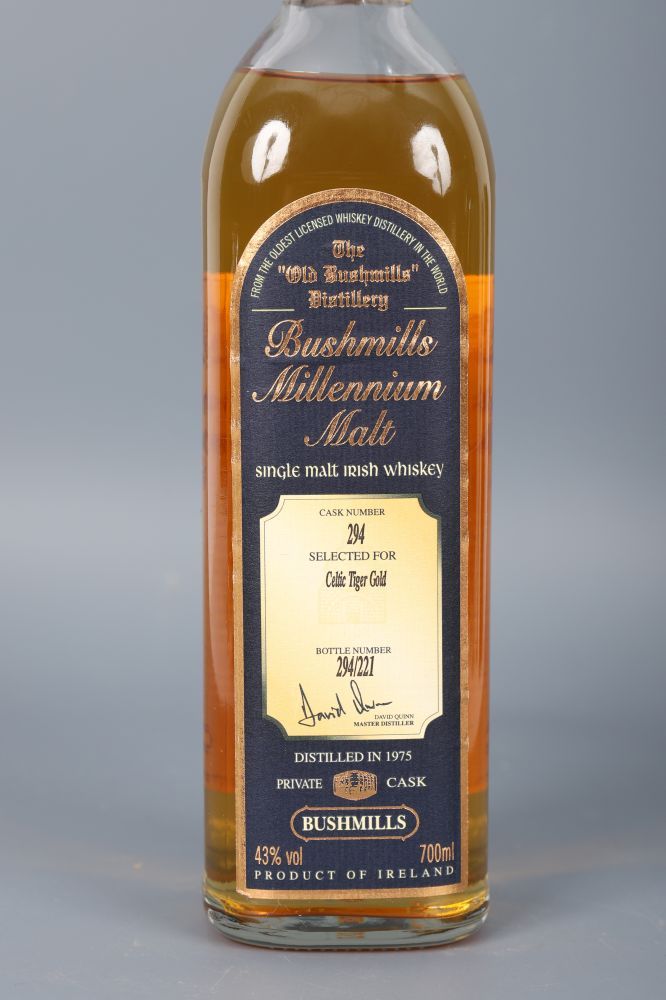 FROM THE OLDEST LICENSED WHISKEY DISTILLERY IN THE WORLD
The
"Old Bushmills"
Distillery
Bushmills
Millennium
Malt
SINGLE MALT IRISH WHISKEY
CASK NUMBER
294
SELECTED FOR
Celtic Tiger Gold
BOTTLE NUMBER
294/221
David Quinn
DAVID QUINN
MASTER DISTILLER
DISTILLED IN 1975
PRIVATE CASK
BUSHMILLS
43% vol 700ml
PRODUCT OF IRELAND